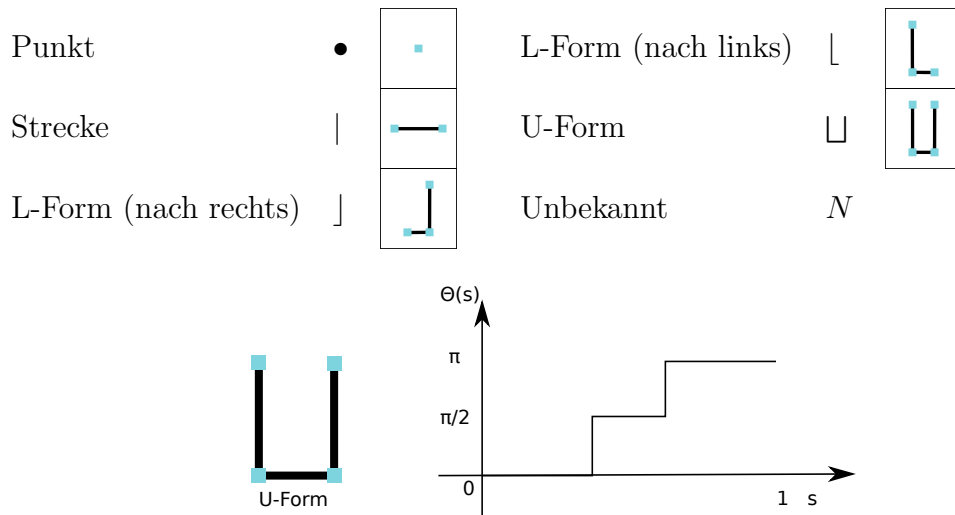 Punkt •
Strecke |
L-Form (nach rechts) ⌋
L-Form (nach links) ⌊
U-Form ⊔
Unbekannt N
Θ(s)
π
π/2
0
1 s
U-Form